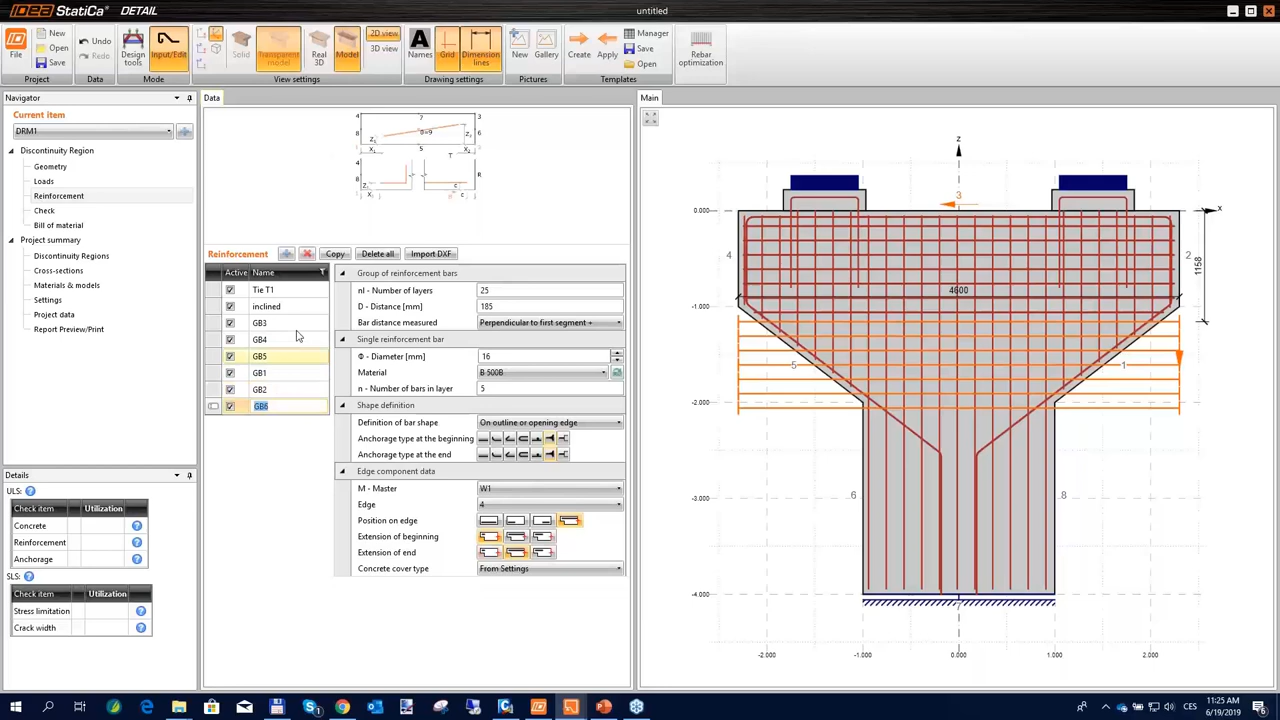 IDEA StatiCa DETAIL
untitled
New
Open
Save
File
Project
Undo
Redo
Data
Design tools
Input/Edit
Mode
Solid
Transparent model
Real 3D
Model
2D view
3D view
View settings
Names
Grid
Dimension lines
Drawing settings
New
Gallery
Pictures
Create
Apply
Manager
Save
Open
Templates
Rebar optimization
Navigator
Current item
DRM1
Discontinuity Region
Geometry
Loads
Reinforcement
Check
Bill of material
Project summary
Discontinuity Regions
Cross-sections
Materials & models
Settings
Project data
Report Preview/Print
Details
ULS:
Check item Utilization
Concrete
Reinforcement
Anchorage
SLS:
Check item Utilization
Stress limitation
Crack width
Data
Reinforcement
Copy
Delete all
Import DXF
Active Name
Tie T1
inclined
GB3
GB4
GB5
GB1
GB2
GB6
Group of reinforcement bars
nl - Number of layers 25
D - Distance [mm] 185
Bar distance measured Perpendicular to first segment +
Single reinforcement bar
Φ - Diameter [mm] 16
Material B 500B
n - Number of bars in layer 5
Shape definition
Definition of bar shape On outline or opening edge
Anchorage type at the beginning
Anchorage type at the end
Edge component data
M - Master W1
Edge 4
Position on edge
Extension of beginning
Extension of end
Concrete cover type From Settings
Main
z
x
3
4
2
5
1
6
8
4600
1158
0.000
-1.000
-2.000
-3.000
-4.000
-2.000 -1.000 0.000 1.000 2.000
CES
11:25 AM
6/19/2019